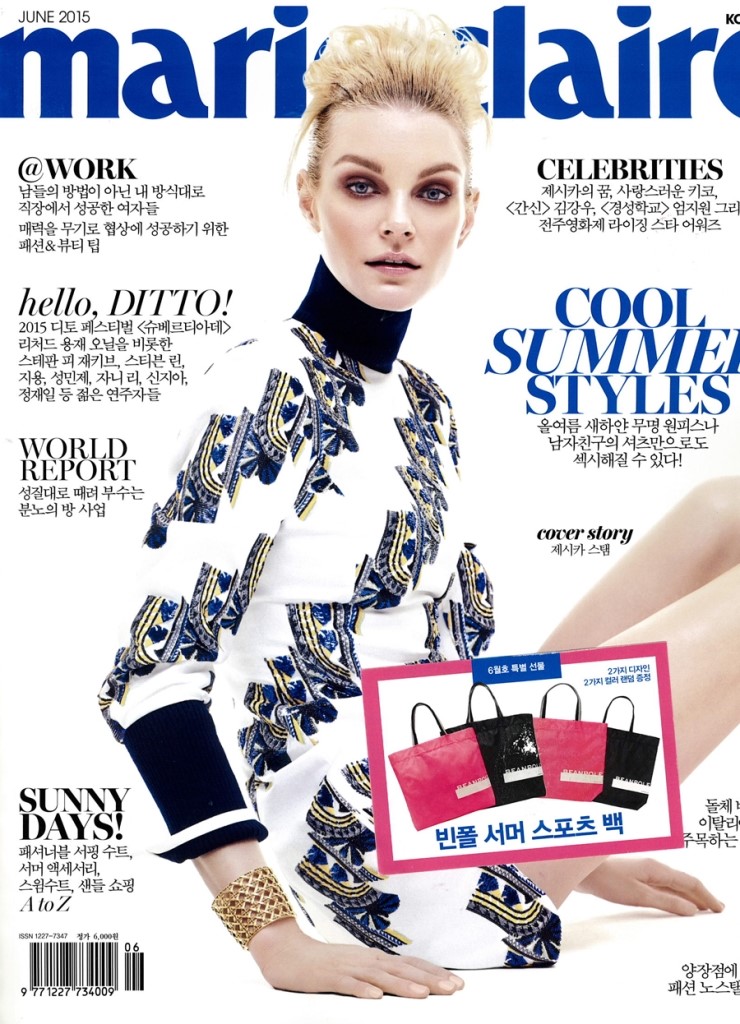 JUNE 2015
KO
marie claire
@WORK
남들의 방법이 아닌 내 방식대로
직장에서 성공한 여자들
매력을 무기로 협상에 성공하기 위한
패션&뷰티 팁
hello, DITTO!
2015 디토 페스티벌 <슈베르티아데>
리처드 용재 오닐을 비롯한
스테판 피 재키브, 스티븐 린,
지용, 성민제, 자니 리, 신지아,
정재일 등 젊은 연주자들
WORLD
REPORT
성질대로 때려 부수는
분노의 방 사업
SUNNY
DAYS!
패셔너블 서핑 수트,
서머 액세서리,
스윔수트, 샌들 쇼핑
A to Z
ISSN 1227-7347 정가 6,000원
06
9 771227 734009
CELEBRITIES
제시카의 꿈, 사랑스러운 키코,
<간신> 김강우, <경성학교> 엄지원 그리
전주영화제 라이징 스타 어워즈
COOL
SUMMER
STYLES
올여름 새하얀 무명 원피스나
남자친구의 셔츠만으로도
섹시해질 수 있다!
cover story
제시카 스탬
6월호 특별 선물
2가지 디자인
2가지 컬러 랜덤 증정
BEANPOLE
BEANPOLE
빈폴 서머 스포츠 백
돌체
이탈리
주목하는
양장점에
패션 노스탤